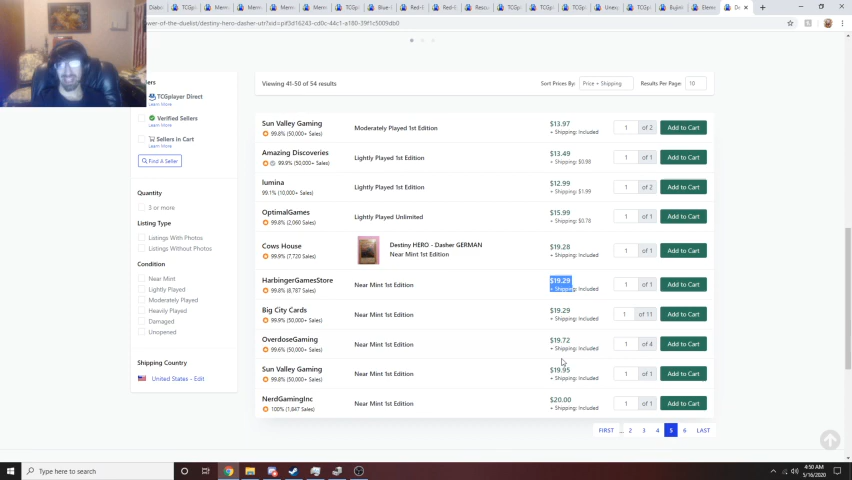 ower-of-the-duelist/destiny-hero-dasher-utr?xid=pif5d16243-cd0c-44c1-a180-39f1c5009db0
Viewing 41-50 of 54 results
Sort Prices By:
Price + Shipping
Results Per Page:
10
TCGplayer Direct
Learn More
Verified Sellers
Learn More
Sellers in Cart
Learn More
Find A Seller
Quantity
3 or more
Listing Type
Listings With Photos
Listings Without Photos
Condition
Near Mint
Lightly Played
Moderately Played
Heavily Played
Damaged
Unopened
Shipping Country
United States - Edit
Sun Valley Gaming
99.8% (50,000+ Sales)
Moderately Played 1st Edition
$13.97
+ Shipping: Included
1 of 2
Add to Cart
Amazing Discoveries
99.9% (50,000+ Sales)
Lightly Played 1st Edition
$13.49
+ Shipping: $0.98
1 of 1
Add to Cart
lumina
99.1% (10,000+ Sales)
Lightly Played 1st Edition
$12.99
+ Shipping: $1.99
1 of 2
Add to Cart
OptimalGames
99.8% (2,060 Sales)
Lightly Played Unlimited
$15.99
+ Shipping: $0.78
1 of 1
Add to Cart
Cows House
99.9% (7,720 Sales)
Destiny HERO - Dasher GERMAN
Near Mint 1st Edition
$19.28
+ Shipping: Included
1 of 1
Add to Cart
HarbingerGamesStore
99.8% (8,787 Sales)
Near Mint 1st Edition
$19.29
+ Shipping: Included
1 of 1
Add to Cart
Big City Cards
99.9% (50,000+ Sales)
Near Mint 1st Edition
$19.29
+ Shipping: Included
1 of 11
Add to Cart
OverdoseGaming
99.6% (50,000+ Sales)
Near Mint 1st Edition
$19.72
+ Shipping: Included
1 of 4
Add to Cart
Sun Valley Gaming
99.8% (50,000+ Sales)
Near Mint 1st Edition
$19.95
+ Shipping: Included
1 of 1
Add to Cart
NerdGamingInc
100% (1,847 Sales)
Near Mint 1st Edition
$20.00
+ Shipping: Included
1 of 1
Add to Cart
FIRST ... 2 3 4 5 6 LAST
Type here to search
4:50 AM
5/16/2020